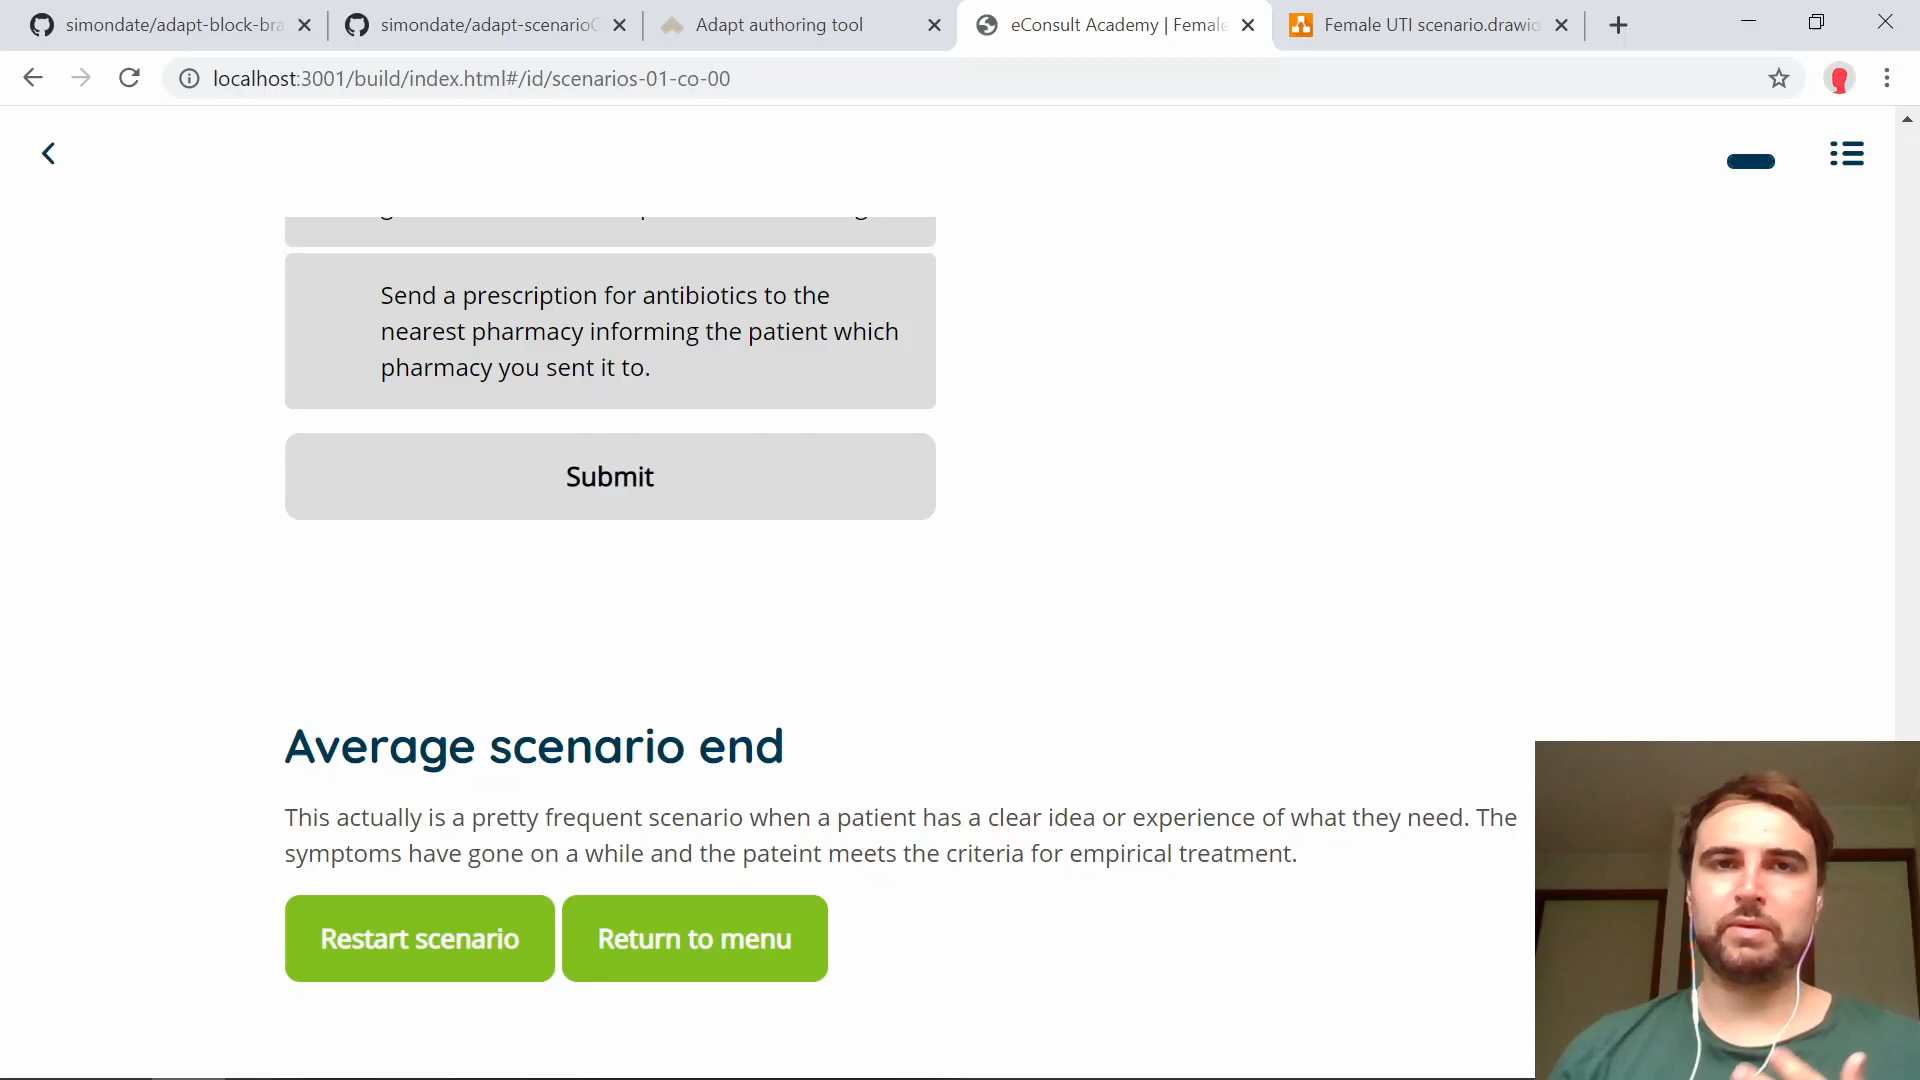 simondate/adapt-block-bra
simondate/adapt-scenario
Adapt authoring tool
eConsult Academy | Female
Female UTI scenario.drawio
localhost:3001/build/index.html#/id/scenarios-01-co-00
Send a prescription for antibiotics to the
nearest pharmacy informing the patient which
pharmacy you sent it to.
Submit
Average scenario end
This actually is a pretty frequent scenario when a patient has a clear idea or experience of what they need. The
symptoms have gone on a while and the pateint meets the criteria for empirical treatment.
Restart scenario
Return to menu